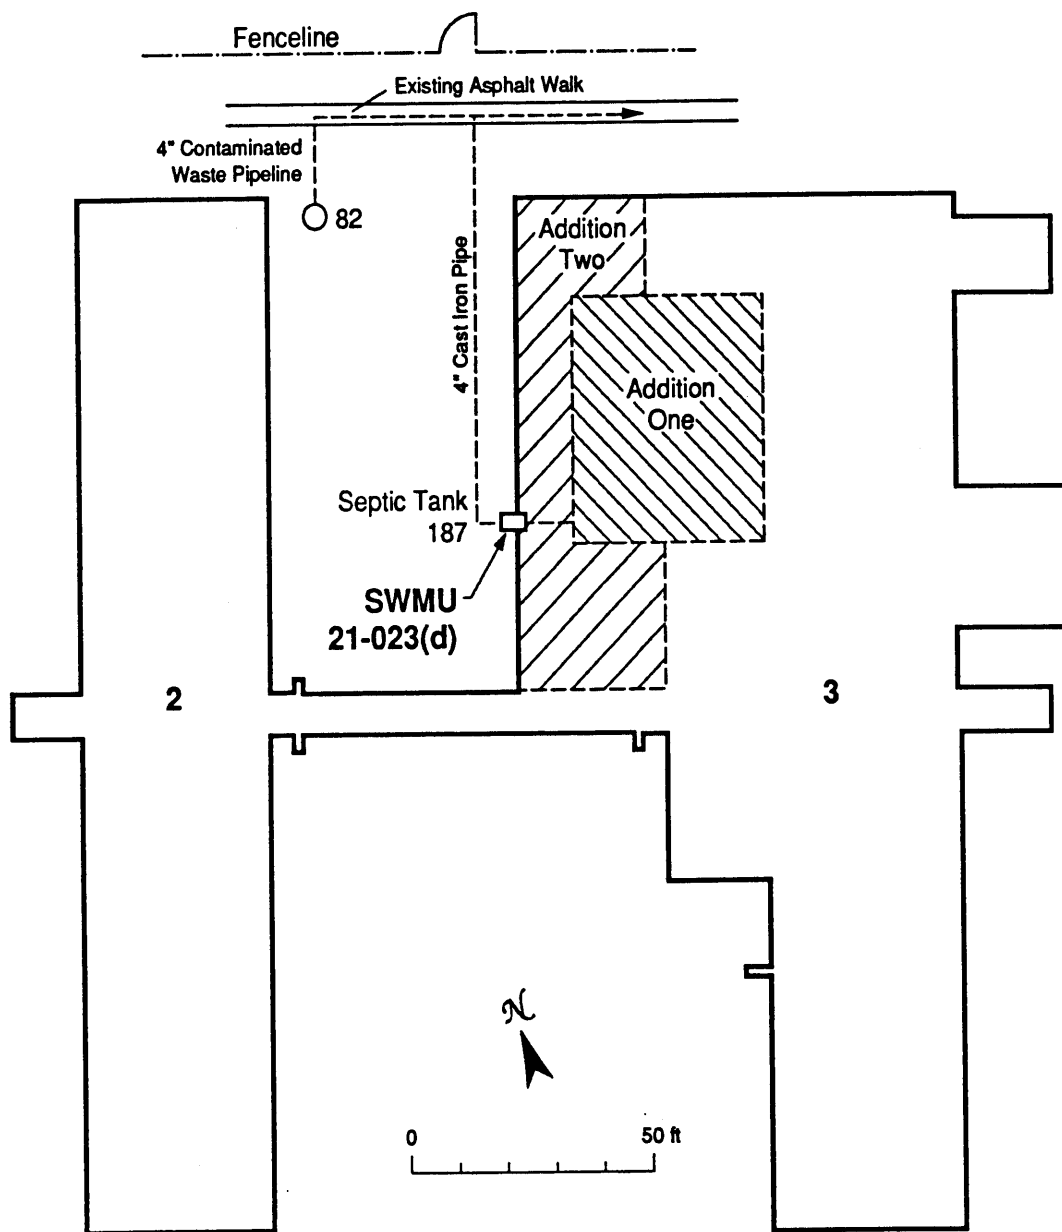 Fenceline
Existing Asphalt Walk
4" Contaminated
Waste Pipeline
82
4" Cast Iron Pipe
Addition
Two
Addition
One
Septic Tank
187
SWMU
21-023(d)
2
3
N
0
50 ft